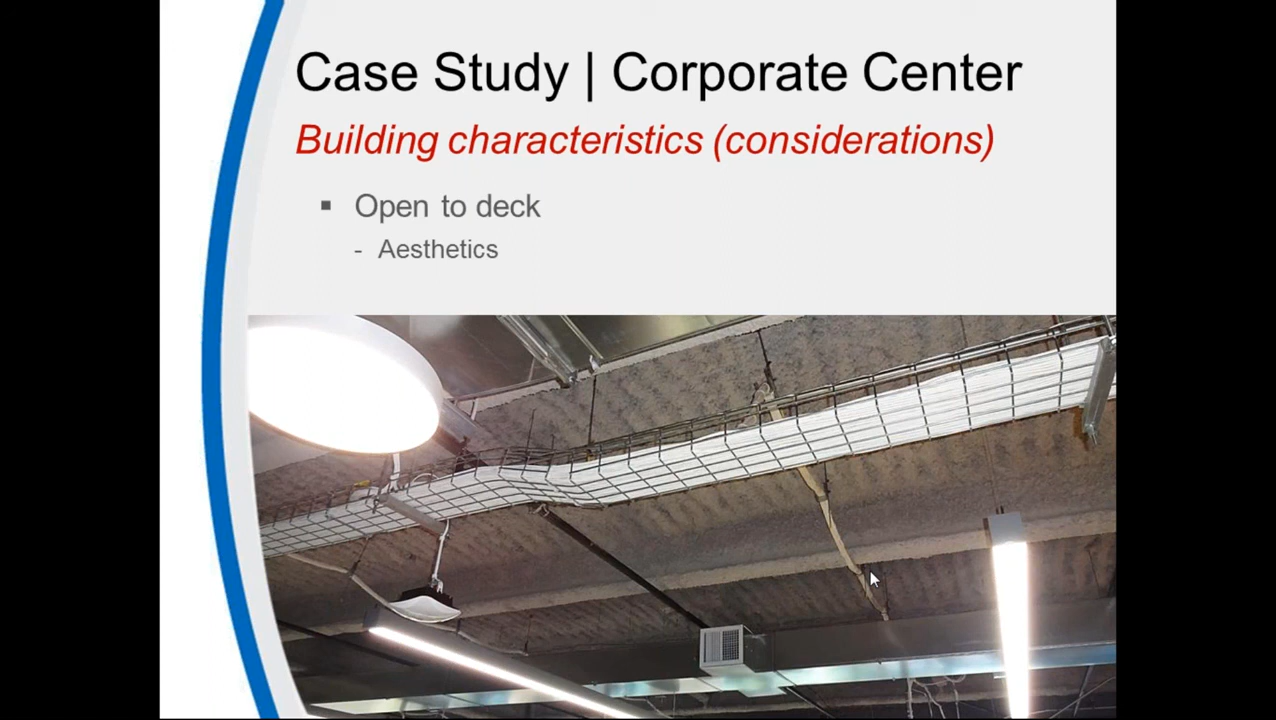 Case Study | Corporate Center
Building characteristics (considerations)
▪ Open to deck
- Aesthetics